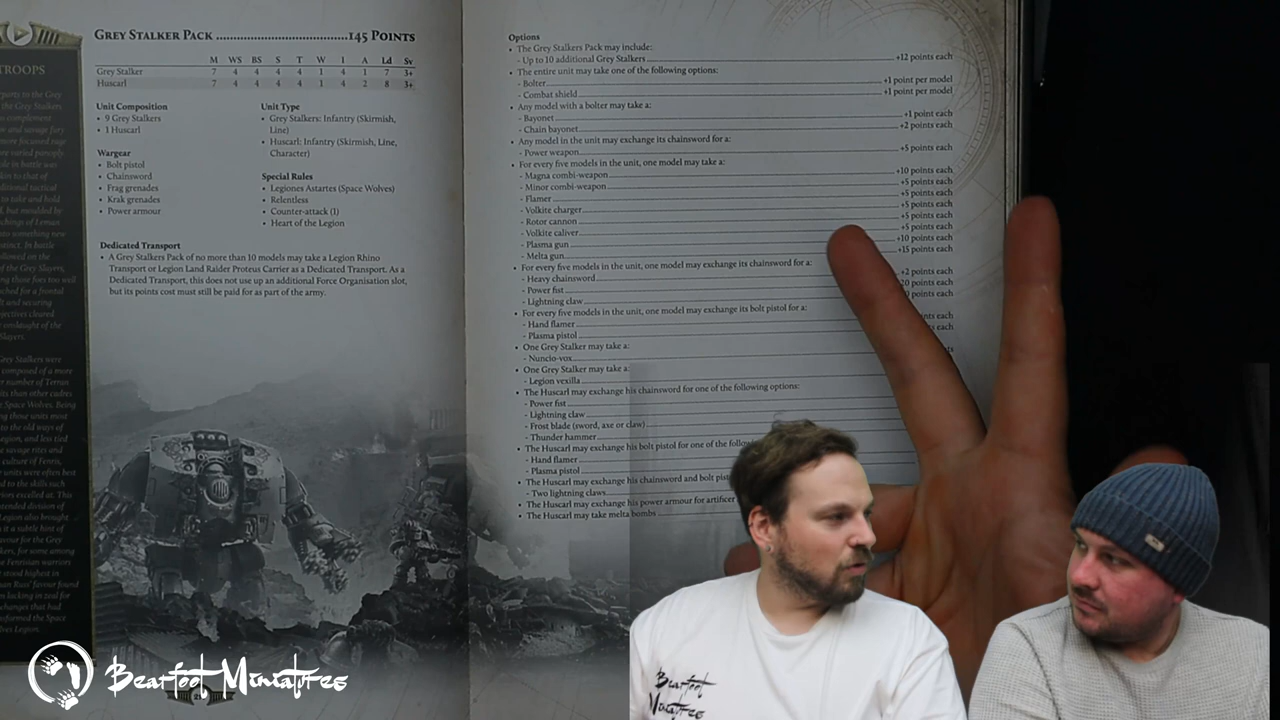 TROOPS
GREY STALKER PACK ..................................145 POINTS
M WS BS S T W I A Ld Sv
Grey Stalker 7 4 4 4 4 1 4 1 7 3+
Huscarl 7 4 4 4 4 1 4 2 8 3+
Unit Composition
• 9 Grey Stalkers
• 1 Huscarl
Wargear
• Bolt pistol
• Chainsword
• Frag grenades
• Krak grenades
• Power armour
Unit Type
• Grey Stalkers: Infantry (Skirmish,
Line)
• Huscarl: Infantry (Skirmish, Line,
Character)
Special Rules
• Legiones Astartes (Space Wolves)
• Relentless
• Counter-attack (1)
• Heart of the Legion
Dedicated Transport
• A Grey Stalkers Pack of no more than 10 models may take a Legion Rhino
Transport or Legion Land Raider Proteus Carrier as a Dedicated Transport. As a
Dedicated Transport, this does not use up an additional Force Organisation slot,
but its points cost must still be paid for as part of the army.
Options
• The Grey Stalkers Pack may include:
- Up to 10 additional Grey Stalkers +12 points each
• The entire unit may take one of the following options:
- Bolter +1 point per model
- Combat shield +1 point per model
• Any model with a bolter may take a:
- Bayonet +1 point each
- Chain bayonet +2 points each
• Any model in the unit may exchange its chainsword for a:
- Power weapon +5 points each
• For every five models in the unit, one model may take a:
- Magna combi-weapon +10 points each
- Minor combi-weapon +5 points each
- Flamer +5 points each
- Volkite charger +5 points each
- Rotor cannon +5 points each
- Volkite caliver +5 points each
- Plasma gun +10 points each
- Melta gun +15 points each
• For every five models in the unit, one model may exchange its chainsword for a:
- Heavy chainsword +2 points each
- Power fist points each
- Lightning claw points each
• For every five models in the unit, one model may exchange its bolt pistol for a:
- Hand flamer each
- Plasma pistol each
• One Grey Stalker may take a:
- Nuncio-vox
• One Grey Stalker may take a:
- Legion vexilla
• The Huscarl may exchange his chainsword for one of the following options:
- Power fist
- Lightning claw
- Frost blade (sword, axe or claw)
- Thunder hammer
• The Huscarl may exchange his bolt pistol for one of the
- Hand flamer
- Plasma pistol
• The Huscarl may exchange his chainsword and bolt
- Two lightning claws
• The Huscarl may exchange his power armour for artificer
• The Huscarl may take melta bombs
Bearfoot Miniatures
Bearfoot
Miniatures